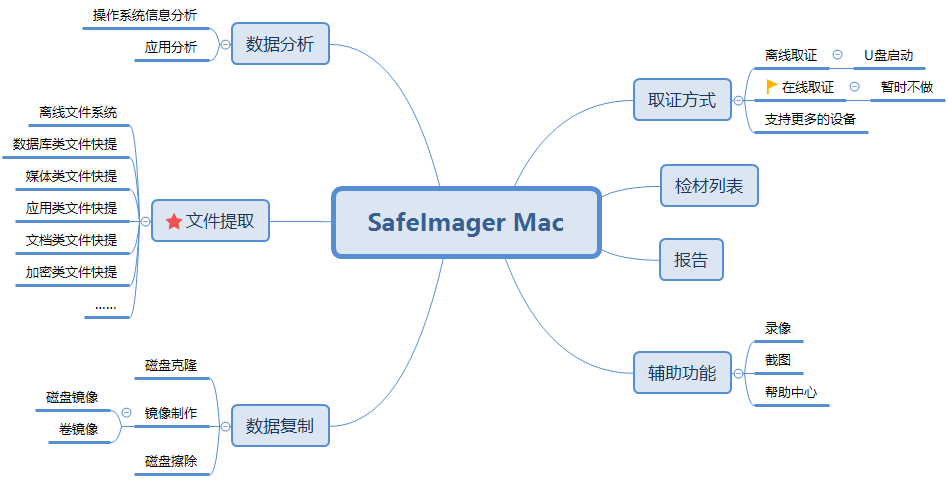 SafeImager Mac
取证方式
离线取证
U盘启动
在线取证
暂时不做
支持更多的设备
检材列表
报告
辅助功能
录像
截图
帮助中心
数据分析
操作系统信息分析
应用分析
文件提取
离线文件系统
数据库类文件快提
媒体类文件快提
应用类文件快提
文档类文件快提
加密类文件快提
......
数据复制
磁盘克隆
镜像制作
磁盘镜像
卷镜像
磁盘擦除